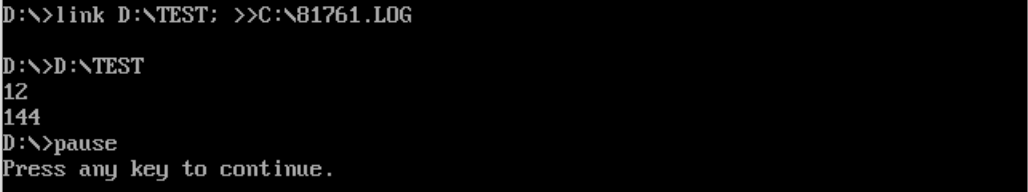 D:\>link D:\TEST; >>C:\81761.LOG
D:\>D:\TEST
12
144
D:\>pause
Press any key to continue.